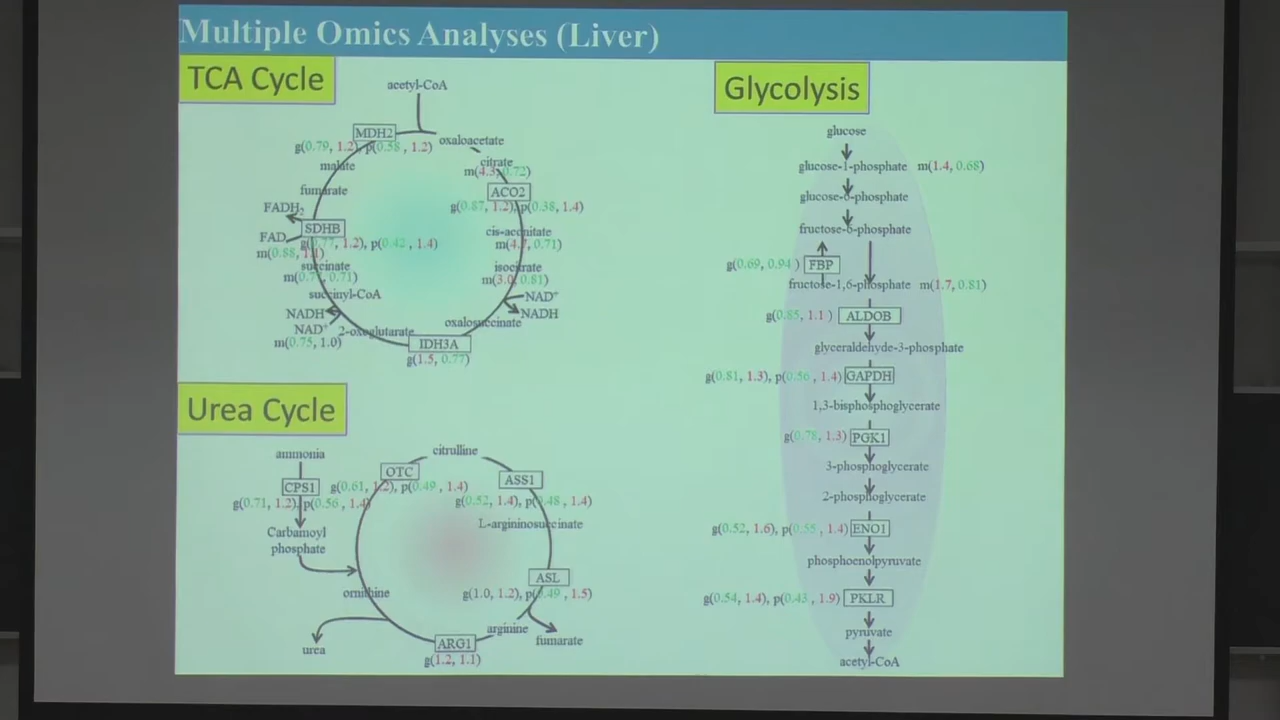 Multiple Omics Analyses (Liver)
TCA Cycle
acetyl-CoA
MDH2
oxaloacetate
g(0.79, 1.2), p(0.58 , 1.2)
citrate
malate
m(4.3, 0.72)
fumarate
ACO2
FADH2
g(0.87, 1.2), p(0.38, 1.4)
SDHB
FAD
cis-aconitate
g(0.77, 1.2), p(0.42 , 1.4)
m(4.7, 0.71)
m(0.88, 1.1)
succinate
isocitrate
m(0.77, 0.71)
m(3.0, 0.81)
succinyl-CoA
NAD+
NADH
NADH
NAD+
2-oxoglutarate
oxalosuccinate
m(0.75, 1.0)
IDH3A
g(1.5, 0.77)
Urea Cycle
ammonia
citrulline
OTC
CPS1
g(0.61, 1.2), p(0.49 , 1.4)
ASS1
g(0.71, 1.2), p(0.56 , 1.4)
g(0.52, 1.4), p(0.48 , 1.4)
Carbamoyl
phosphate
L-argininosuccinate
ASL
ornithine
g(1.0, 1.2), p(0.49 , 1.5)
arginine
fumarate
urea
ARG1
g(1.2, 1.1)
Glycolysis
glucose
glucose-1-phosphate m(1.4, 0.68)
glucose-6-phosphate
fructose-6-phosphate
g(0.69, 0.94 ) FBP
fructose-1,6-phosphate m(1.7, 0.81)
g(0.85, 1.1 ) ALDOB
glyceraldehyde-3-phosphate
g(0.81, 1.3), p(0.56 , 1.4) GAPDH
1,3-bisphosphoglycerate
g(0.78, 1.3) PGK1
3-phosphoglycerate
2-phosphoglycerate
g(0.52, 1.6), p(0.55 , 1.4) ENO1
phosphoenolpyruvate
g(0.54, 1.4), p(0.43 , 1.9) PKLR
pyruvate
acetyl-CoA